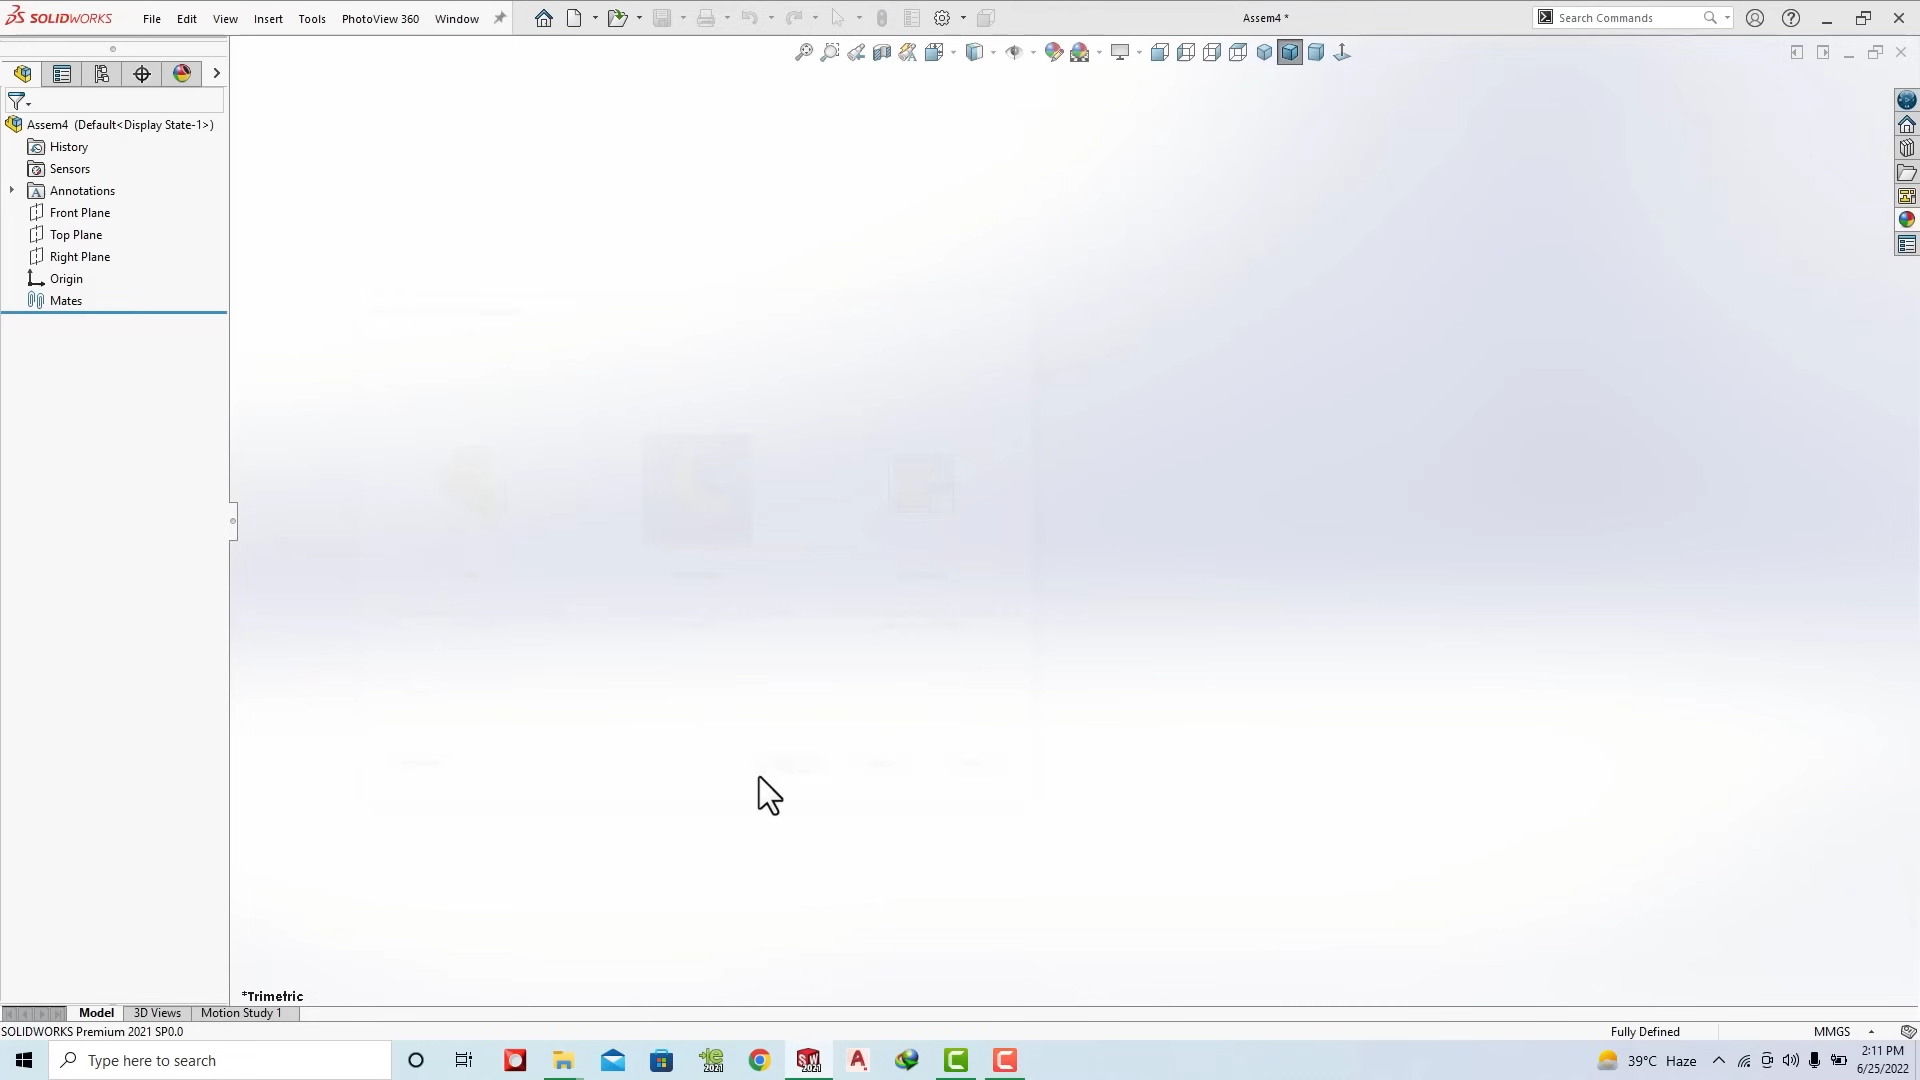 SOLIDWORKS File Edit View Insert Tools PhotoView 360 Window Assem4 * Search Commands
Assem4 (Default<Display State-1>)
History
Sensors
Annotations
Front Plane
Top Plane
Right Plane
Origin
Mates
*Trimetric
Model 3D Views Motion Study 1
SOLIDWORKS Premium 2021 SP0.0 Fully Defined MMGS
Type here to search 39°C Haze 2:11 PM
6/25/2022